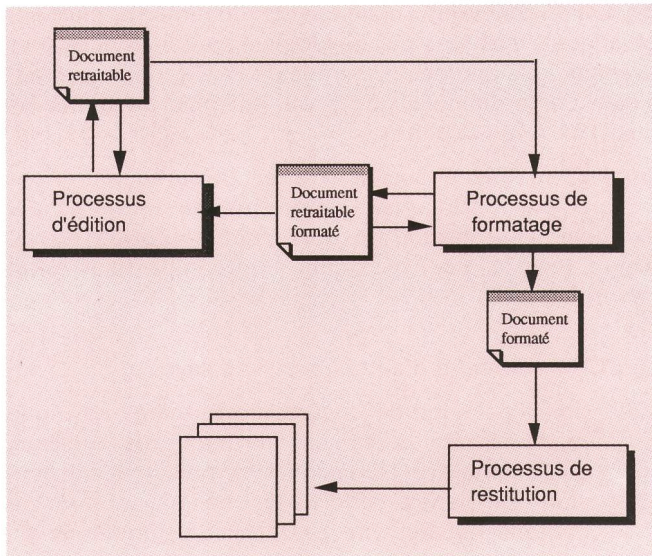 Document
retraitable
Processus
d'édition
Document
retraitable
formaté
Processus de
formatage
Document
formaté
Processus de
restitution